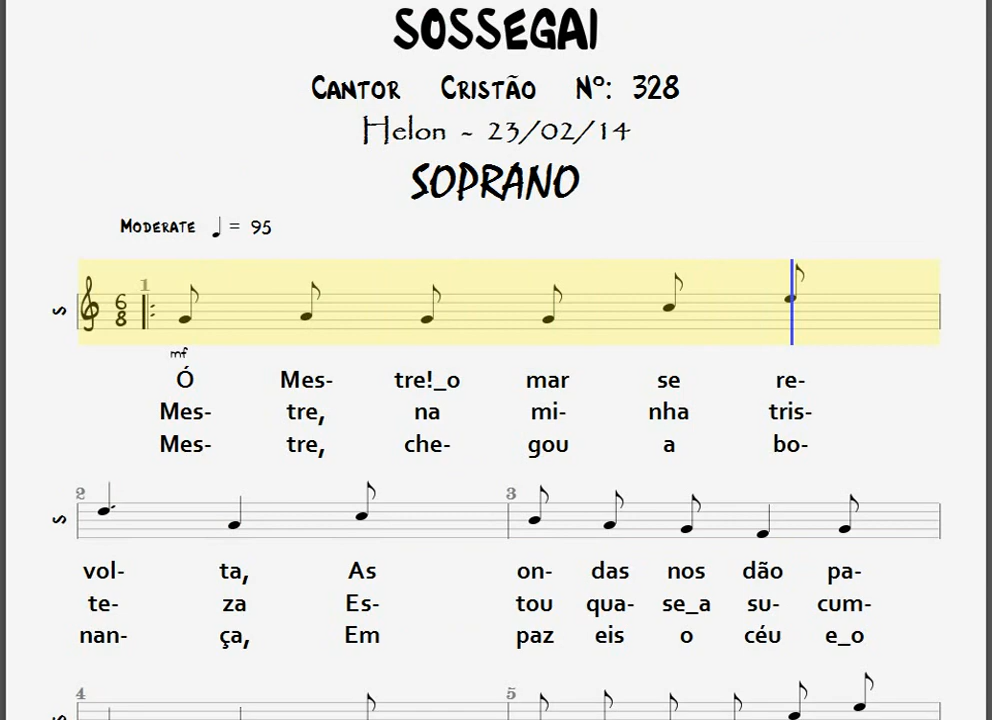 SOSSEGAI
CANTOR CRISTÃO Nº: 328
Helon ~ 23/02/14
SOPRANO
MODERATE ♩ = 95
1
S
6
8
mf
Ó Mes- tre!_o mar se re-
Mes- tre, na mi- nha tris-
Mes- tre, che- gou a bo-
2 3
S
vol- ta, As on- das nos dão pa-
te- za Es- tou qua- se_a su- cum-
nan- ça, Em paz eis o céu e_o
4 5
S